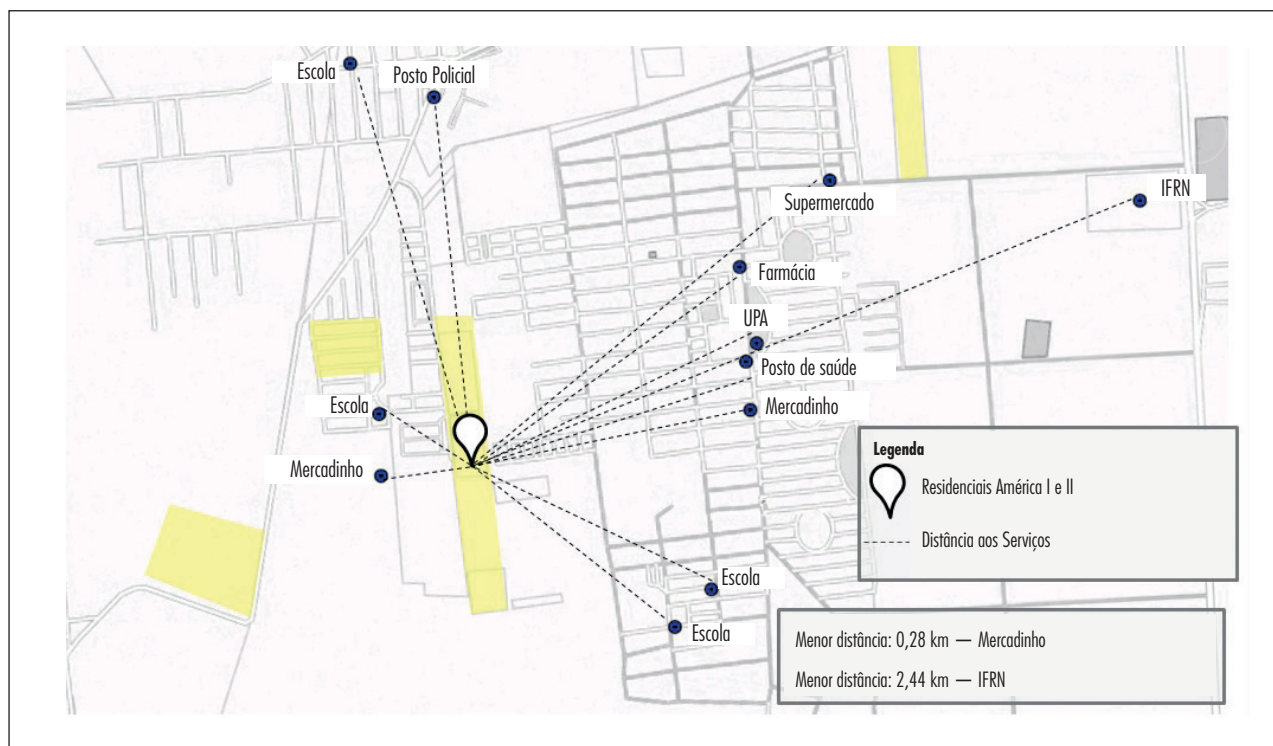 Escola
Posto Policial
IFRN
Supermercado
Farmácia
UPA
Posto de saúde
Escola
Mercadinho
Mercadinho
Legenda
Residenciais América I e II
Distância aos Serviços
Escola
Escola
Menor distância: 0,28 km — Mercadinho
Menor distância: 2,44 km — IFRN